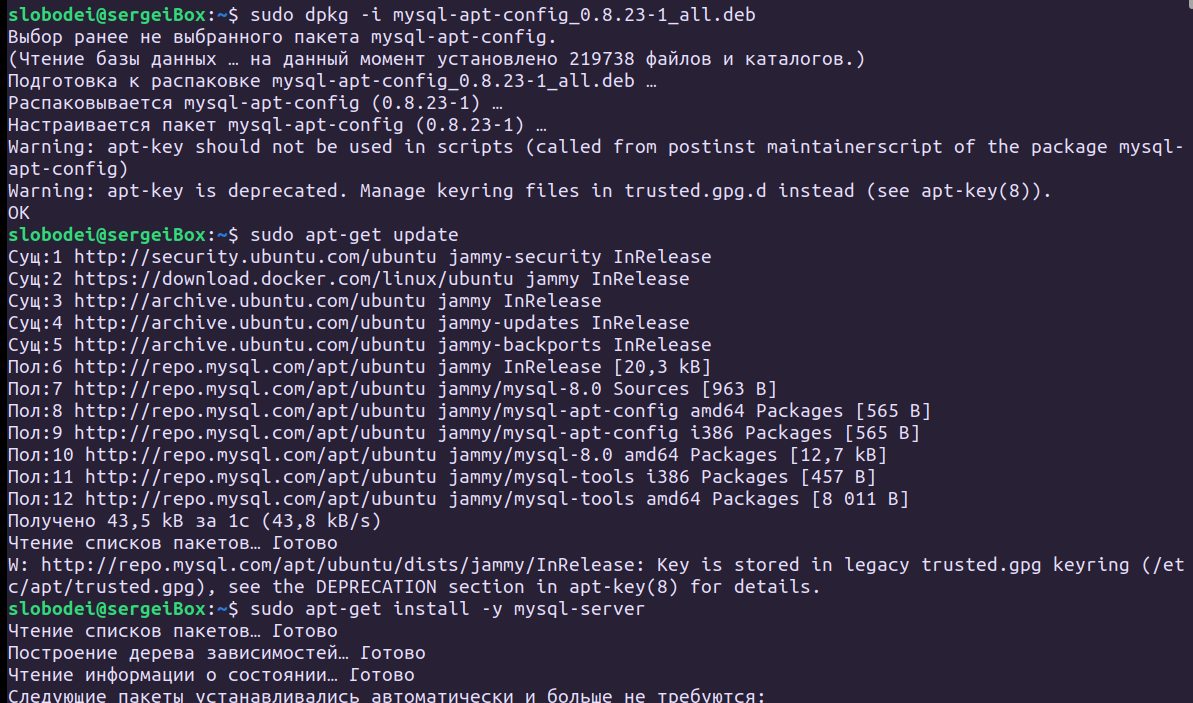 slobodei@sergeiBox:~$ sudo dpkg -i mysql-apt-config_0.8.23-1_all.deb
Выбор ранее не выбранного пакета mysql-apt-config.
(Чтение базы данных … на данный момент установлено 219738 файлов и каталогов.)
Подготовка к распаковке mysql-apt-config_0.8.23-1_all.deb …
Распаковывается mysql-apt-config (0.8.23-1) …
Настраивается пакет mysql-apt-config (0.8.23-1) …
Warning: apt-key should not be used in scripts (called from postinst maintainerscript of the package mysql-
apt-config)
Warning: apt-key is deprecated. Manage keyring files in trusted.gpg.d instead (see apt-key(8)).
OK
slobodei@sergeiBox:~$ sudo apt-get update
Сущ:1 http://security.ubuntu.com/ubuntu jammy-security InRelease
Сущ:2 https://download.docker.com/linux/ubuntu jammy InRelease
Сущ:3 http://archive.ubuntu.com/ubuntu jammy InRelease
Сущ:4 http://archive.ubuntu.com/ubuntu jammy-updates InRelease
Сущ:5 http://archive.ubuntu.com/ubuntu jammy-backports InRelease
Пол:6 http://repo.mysql.com/apt/ubuntu jammy InRelease [20,3 kB]
Пол:7 http://repo.mysql.com/apt/ubuntu jammy/mysql-8.0 Sources [963 B]
Пол:8 http://repo.mysql.com/apt/ubuntu jammy/mysql-apt-config amd64 Packages [565 B]
Пол:9 http://repo.mysql.com/apt/ubuntu jammy/mysql-apt-config i386 Packages [565 B]
Пол:10 http://repo.mysql.com/apt/ubuntu jammy/mysql-8.0 amd64 Packages [12,7 kB]
Пол:11 http://repo.mysql.com/apt/ubuntu jammy/mysql-tools i386 Packages [457 B]
Пол:12 http://repo.mysql.com/apt/ubuntu jammy/mysql-tools amd64 Packages [8 011 B]
Получено 43,5 kB за 1с (43,8 kB/s)
Чтение списков пакетов… Готово
W: http://repo.mysql.com/apt/ubuntu/dists/jammy/InRelease: Key is stored in legacy trusted.gpg keyring (/et
c/apt/trusted.gpg), see the DEPRECATION section in apt-key(8) for details.
slobodei@sergeiBox:~$ sudo apt-get install -y mysql-server
Чтение списков пакетов… Готово
Построение дерева зависимостей… Готово
Чтение информации о состоянии… Готово
Следующие пакеты устанавливались автоматически и больше не требуются: